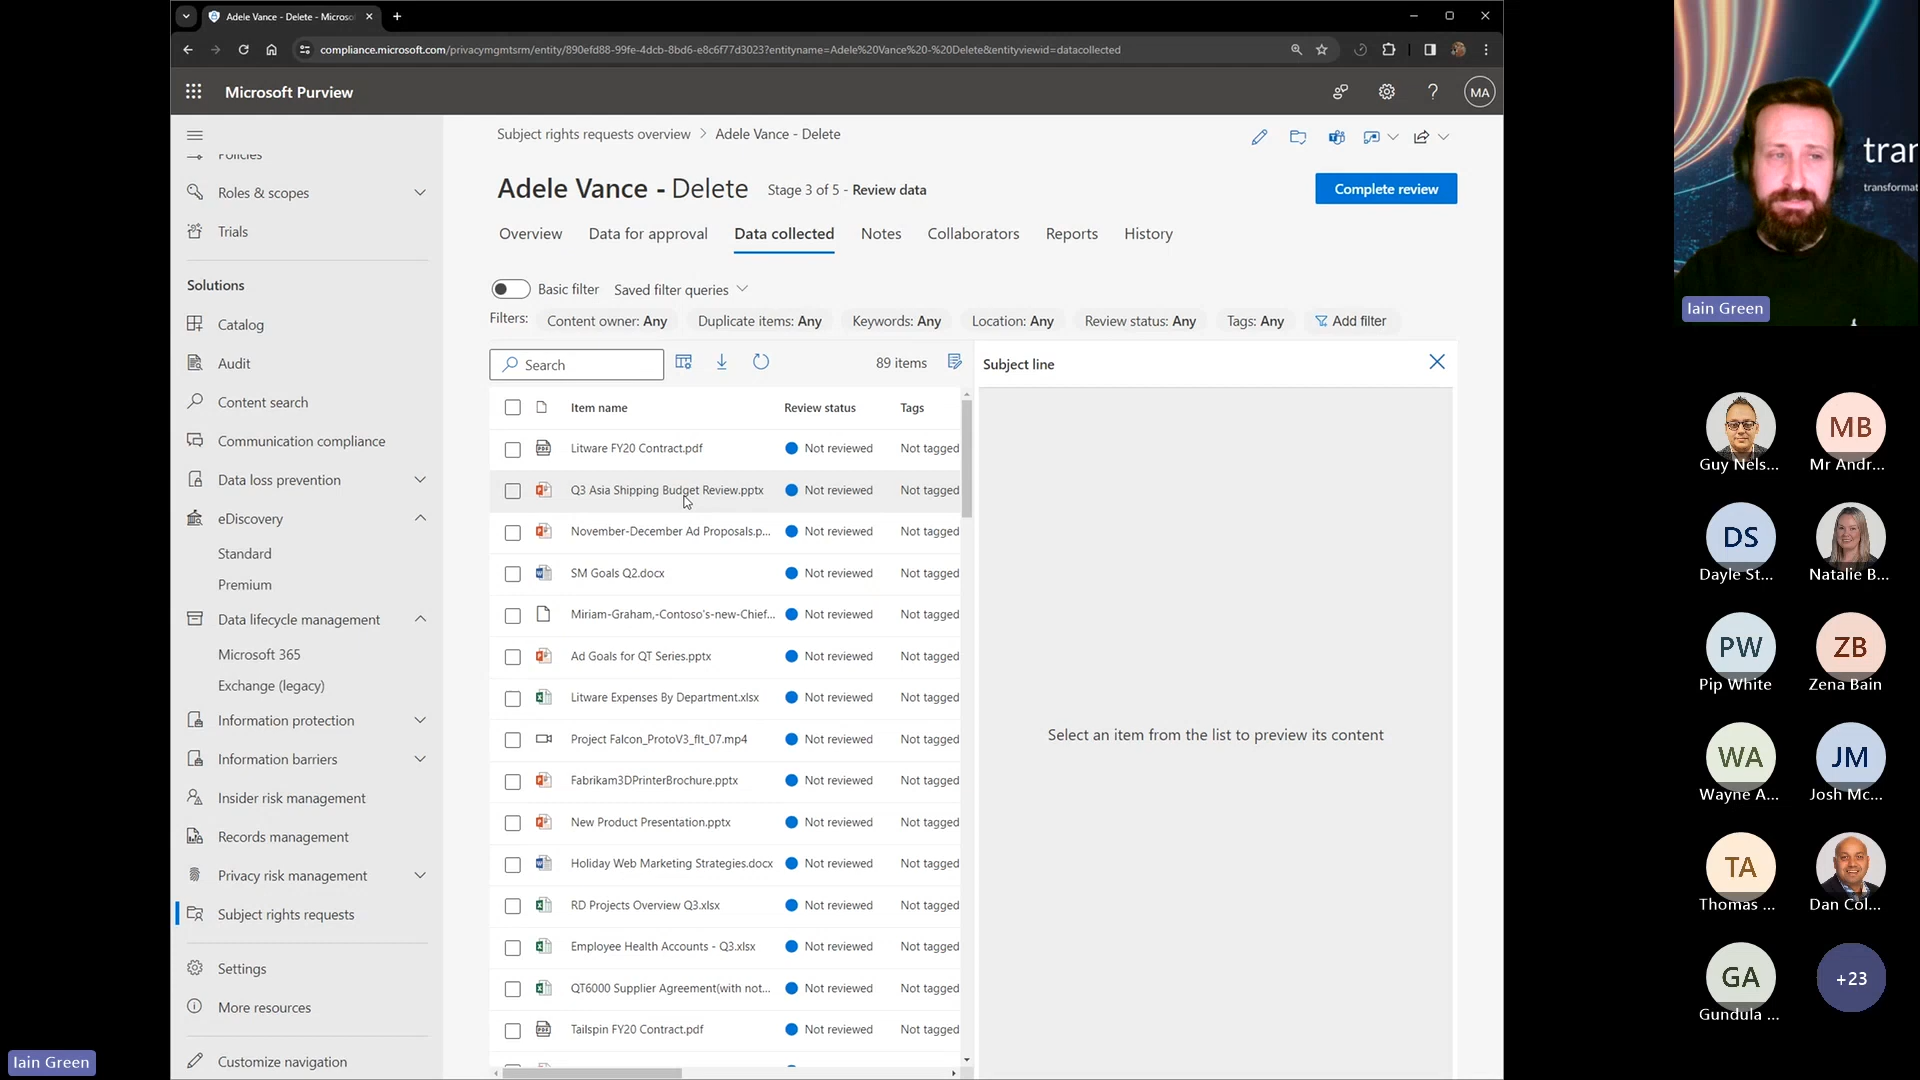 Adele Vance - Delete - Microso
compliance.microsoft.com/privacymgmtsrm/entity/890efd88-99fe-4dcb-8bd6-e8c6f77d3023?entityname=Adele%20Vance%20-%20Delete&entityviewid=datacollected
Microsoft Purview
MA
Policies
Roles & scopes
Trials
Solutions
Catalog
Audit
Content search
Communication compliance
Data loss prevention
eDiscovery
Standard
Premium
Data lifecycle management
Microsoft 365
Exchange (legacy)
Information protection
Information barriers
Insider risk management
Records management
Privacy risk management
Subject rights requests
Settings
More resources
Customize navigation
Subject rights requests overview > Adele Vance - Delete
Adele Vance - Delete Stage 3 of 5 - Review data
Complete review
Overview Data for approval Data collected Notes Collaborators Reports History
Basic filter Saved filter queries
Filters: Content owner: Any Duplicate items: Any Keywords: Any Location: Any Review status: Any Tags: Any Add filter
Search 89 items
Subject line
Item name Review status Tags
Litware FY20 Contract.pdf Not reviewed Not tagged
Q3 Asia Shipping Budget Review.pptx Not reviewed Not tagged
November-December Ad Proposals.p... Not reviewed Not tagged
SM Goals Q2.docx Not reviewed Not tagged
Miriam-Graham,-Contoso's-new-Chief... Not reviewed Not tagged
Ad Goals for QT Series.pptx Not reviewed Not tagged
Litware Expenses By Department.xlsx Not reviewed Not tagged
Project Falcon_ProtoV3_flt_07.mp4 Not reviewed Not tagged
Fabrikam3DPrinterBrochure.pptx Not reviewed Not tagged
New Product Presentation.pptx Not reviewed Not tagged
Holiday Web Marketing Strategies.docx Not reviewed Not tagged
RD Projects Overview Q3.xlsx Not reviewed Not tagged
Employee Health Accounts - Q3.xlsx Not reviewed Not tagged
QT6000 Supplier Agreement(with not... Not reviewed Not tagged
Tailspin FY20 Contract.pdf Not reviewed Not tagged
Select an item from the list to preview its content
tran
transformat
Iain Green
Guy Nels...
MB
Mr Andr...
DS
Dayle St...
Natalie B...
PW
Pip White
ZB
Zena Bain
WA
Wayne A...
JM
Josh Mc...
TA
Thomas ...
Dan Col...
GA
Gundula ...
+23
Iain Green